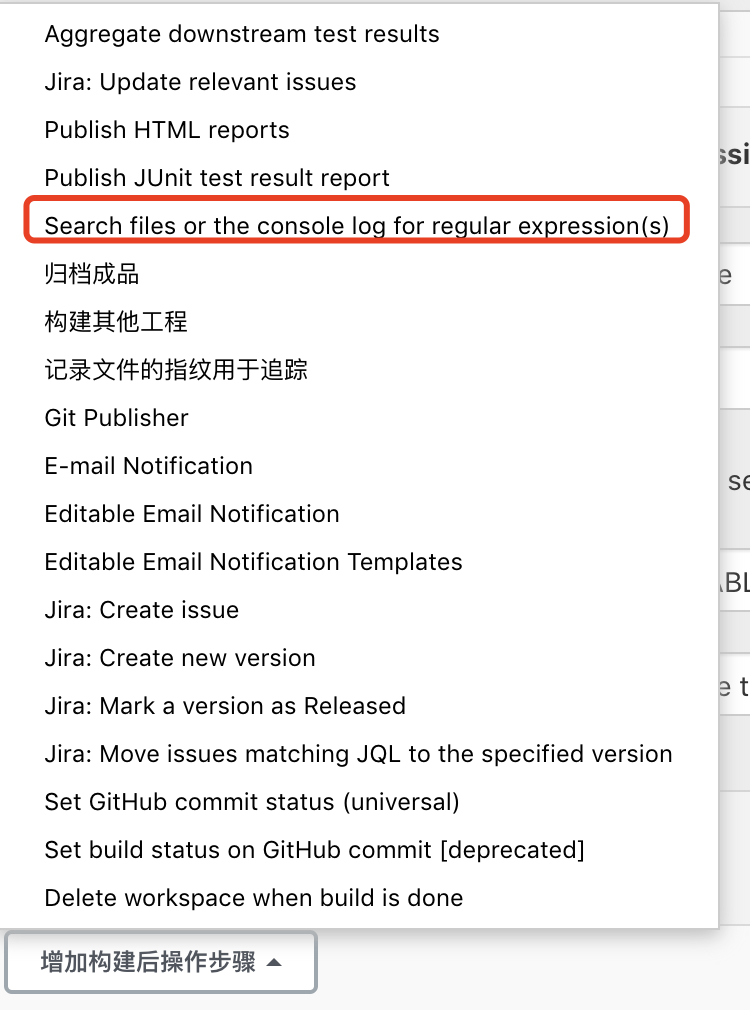 Aggregate downstream test results
Jira: Update relevant issues
Publish HTML reports
Publish JUnit test result report
Search files or the console log for regular expression(s)
归档成品
构建其他工程
记录文件的指纹用于追踪
Git Publisher
E-mail Notification
Editable Email Notification
Editable Email Notification Templates
Jira: Create issue
Jira: Create new version
Jira: Mark a version as Released
Jira: Move issues matching JQL to the specified version
Set GitHub commit status (universal)
Set build status on GitHub commit [deprecated]
Delete workspace when build is done
增加构建后操作步骤